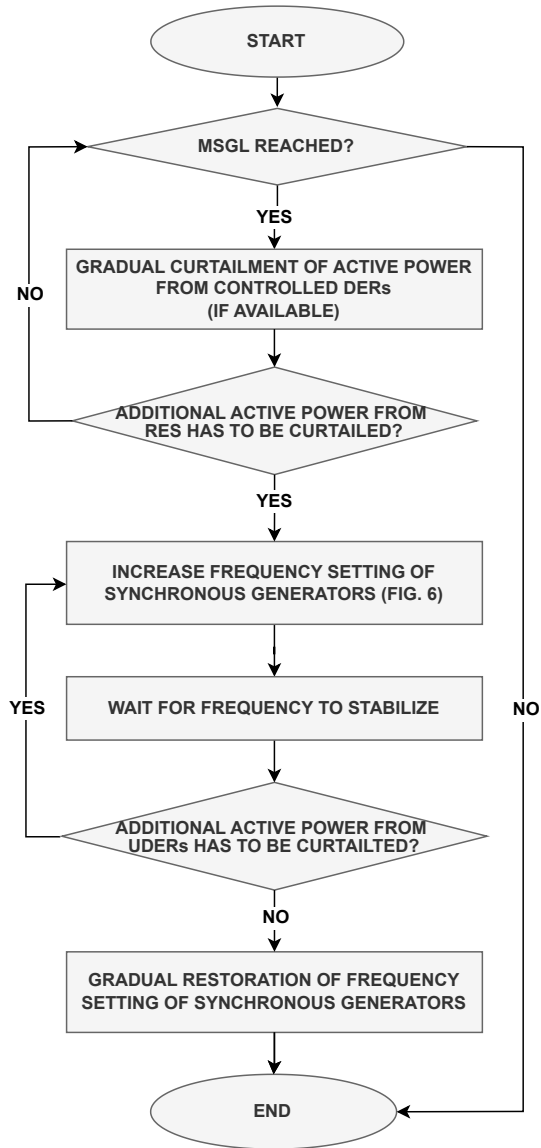 START
MSGL REACHED?
YES
GRADUAL CURTAILMENT OF ACTIVE POWER
FROM CONTROLLED DERs
(IF AVAILABLE)
NO
ADDITIONAL ACTIVE POWER FROM
RES HAS TO BE CURTAILED?
YES
INCREASE FREQUENCY SETTING OF
SYNCHRONOUS GENERATORS (FIG. 6)
YES
WAIT FOR FREQUENCY TO STABILIZE
NO
ADDITIONAL ACTIVE POWER FROM
UDERs HAS TO BE CURTAILTED?
NO
GRADUAL RESTORATION OF FREQUENCY
SETTING OF SYNCHRONOUS GENERATORS
END